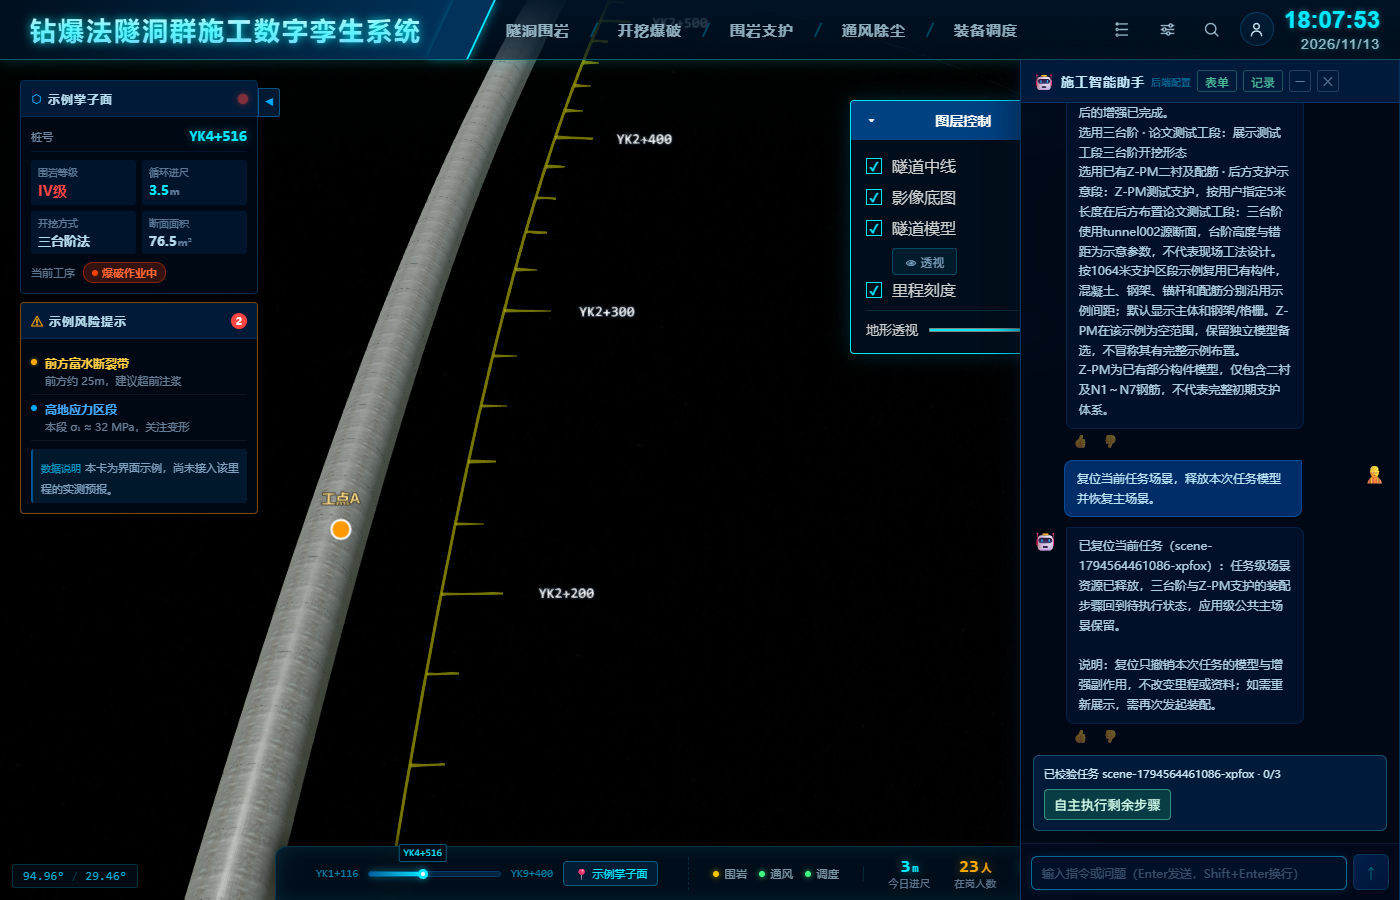 钻爆法隧洞群施工数字孪生系统
隧洞围岩 / 开挖爆破 / 围岩支护 / 通风除尘 / 装备调度
18:07:53
2026/11/13
示例掌子面
桩号 YK4+516
围岩等级 循环进尺
IV级 3.5m
开挖方式 断面面积
三台阶法 76.5m²
当前工序 爆破作业中
示例风险提示 2
前方富水断裂带
前方约 25m，建议超前注浆
高地应力区段
本段 σ₁ ≈ 32 MPa，关注变形
数据说明 本卡为界面示例，尚未接入该里
程的实测预报。
YK2+500
YK2+400
YK2+300
YK2+200
工点A
图层控制
隧道中线
影像底图
隧道模型
透视
里程刻度
地形透视
施工智能助手 后端配置 表单 记录
后的增强已完成。
选用三台阶 · 论文测试工段：展示测试
工段三台阶开挖形态
选用已有Z-PM二衬及配筋 · 后方支护示
意段：Z-PM测试支护，按用户指定5米
长度在后方布置论文测试工段：三台阶
使用tunnel002源断面，台阶高度与错
距为示意参数，不代表现场工法设计。
按1064米支护区段示例复用已有构件，
混凝土、钢架、锚杆和配筋分别沿用示
例间距；默认显示主体和钢架/格栅。Z-
PM在该示例为空范围，保留独立模型备
选，不冒称其有完整示例布置。
Z-PM为已有部分构件模型，仅包含二衬
及N1～N7钢筋，不代表完整初期支护
体系。
复位当前任务场景，释放本次任务模型
并恢复主场景。
已复位当前任务（scene-
1794564461086-xpfox）：任务级场景
资源已释放，三台阶与Z-PM支护的装配
步骤回到待执行状态，应用级公共主场
景保留。
说明：复位只撤销本次任务的模型与增
强副作用，不改变里程或资料；如需重
新展示，需再次发起装配。
已校验任务 scene-1794564461086-xpfox · 0/3
自主执行剩余步骤
输入指令或问题（Enter发送，Shift+Enter换行）
94.96° / 29.46°
YK4+516
YK1+116 YK9+400 示例掌子面
围岩 通风 调度
3m 23人
今日进尺 在岗人数